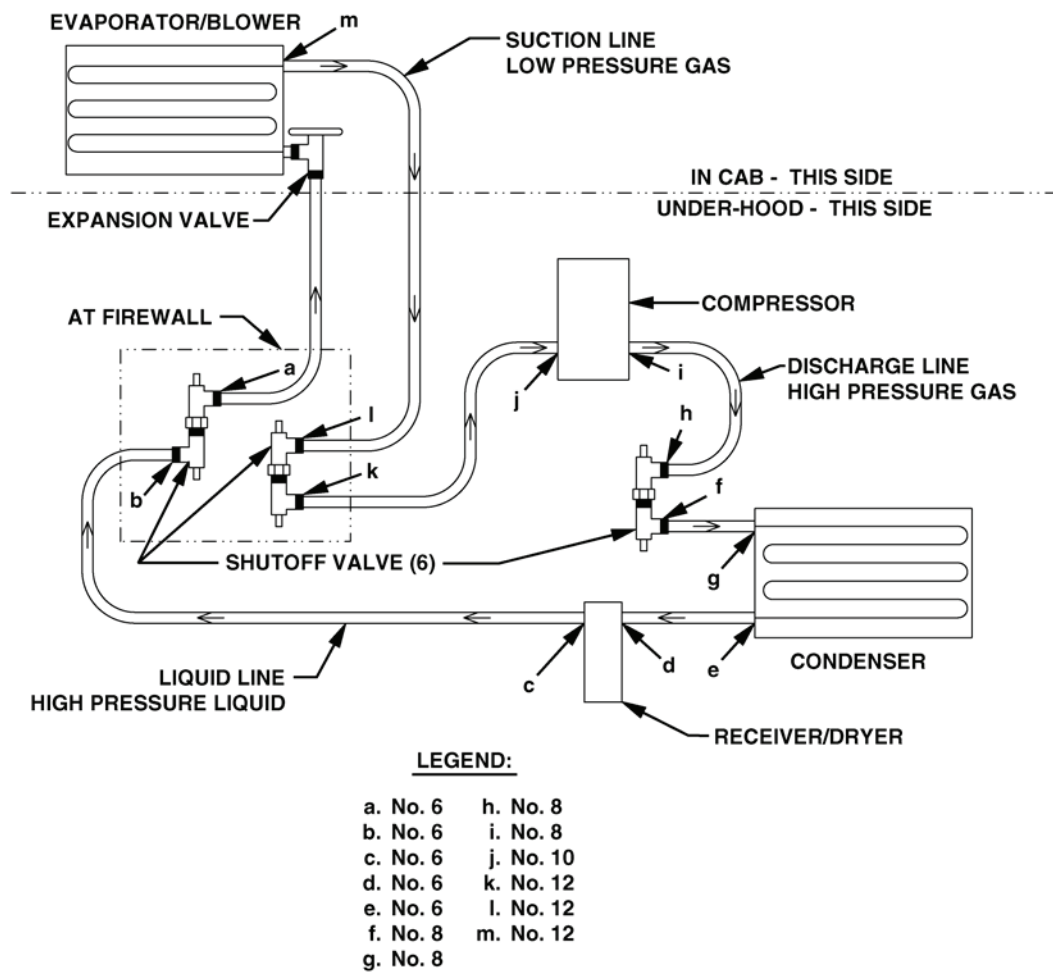 EVAPORATOR/BLOWER
m
SUCTION LINE
LOW PRESSURE GAS
IN CAB - THIS SIDE
UNDER-HOOD - THIS SIDE
EXPANSION VALVE
COMPRESSOR
AT FIREWALL
a
j
i
DISCHARGE LINE
HIGH PRESSURE GAS
l
h
k
b
f
SHUTOFF VALVE (6)
g
LIQUID LINE
HIGH PRESSURE LIQUID
c
d
e
CONDENSER
RECEIVER/DRYER
LEGEND:
a. No. 6
b. No. 6
c. No. 6
d. No. 6
e. No. 6
f. No. 8
g. No. 8
h. No. 8
i. No. 8
j. No. 10
k. No. 12
l. No. 12
m. No. 12